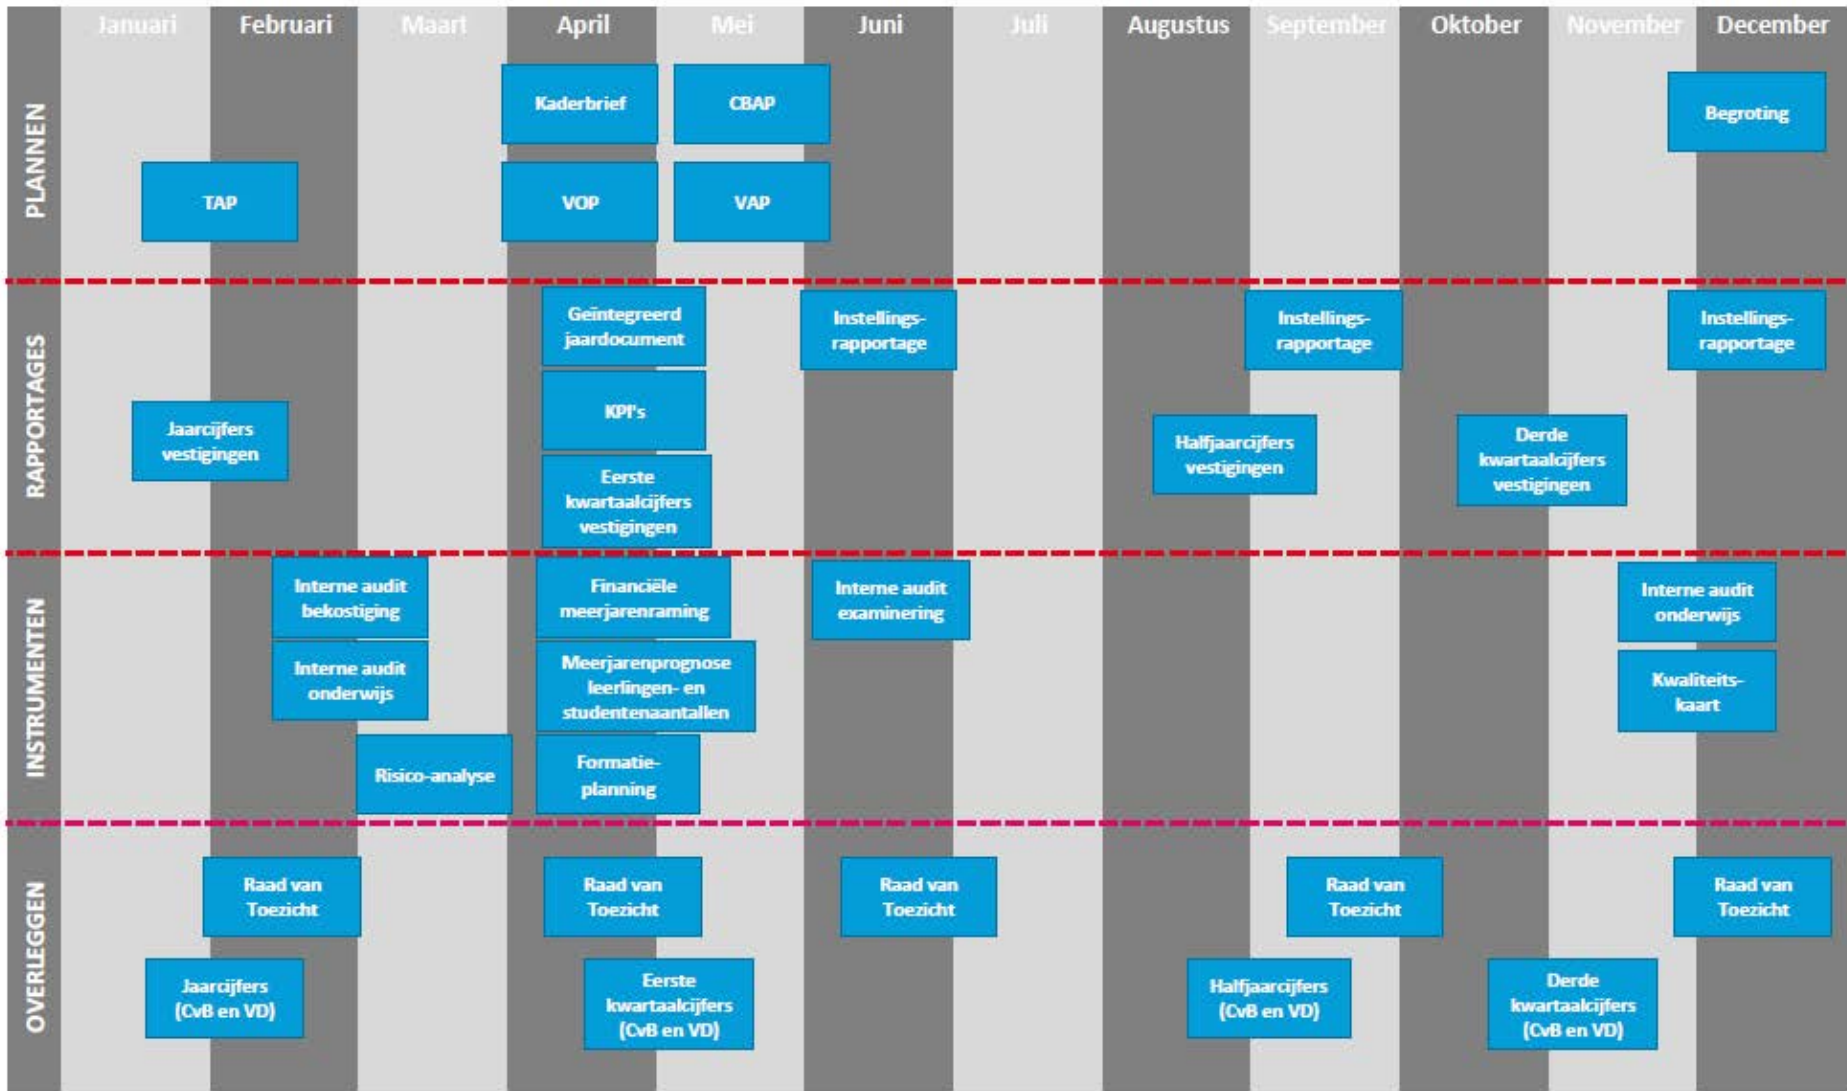 Januari
Februari
Maart
April
Mei
Juni
Juli
Augustus
September
Oktober
November
December
PLANNEN
Kaderbrief
CBAP
Begroting
TAP
VOP
VAP
RAPPORTAGES
Geïntegreerd
jaardocument
Instellings-
rapportage
Instellings-
rapportage
Instellings-
rapportage
KPI's
Jaarcijfers
vestigingen
Halfjaarcijfers
vestigingen
Derde
kwartaalcijfers
vestigingen
Eerste
kwartaalcijfers
vestigingen
INSTRUMENTEN
Interne audit
bekostiging
Financiële
meerjarenraming
Interne audit
examinering
Interne audit
onderwijs
Interne audit
onderwijs
Meerjarenprognose
leerlingen- en
studentenaantallen
Kwaliteits-
kaart
Risico-analyse
Formatie-
planning
OVERLEGGEN
Raad van
Toezicht
Raad van
Toezicht
Raad van
Toezicht
Raad van
Toezicht
Raad van
Toezicht
Jaarcijfers
(CvB en VD)
Eerste
kwartaalcijfers
(CvB en VD)
Halfjaarcijfers
(CvB en VD)
Derde
kwartaalcijfers
(CvB en VD)